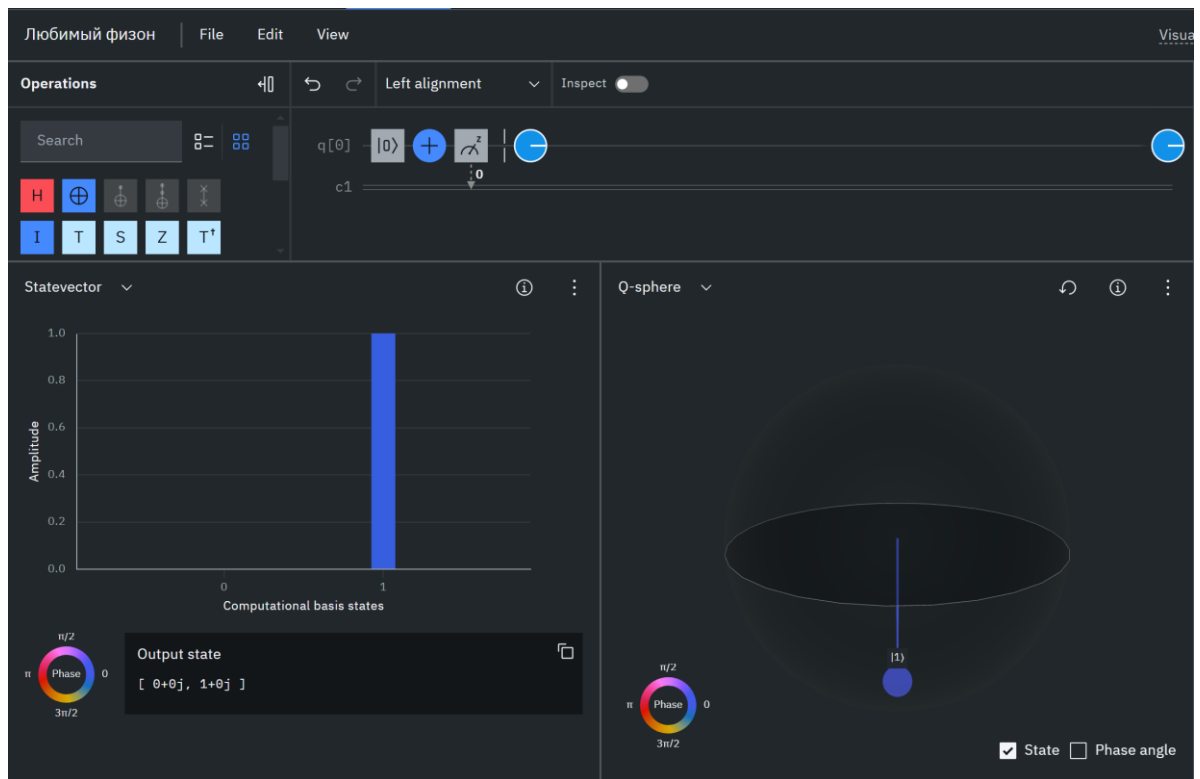 Любимый физон File Edit View Visua
Operations Left alignment Inspect
Search
q[0] |0⟩ + z
0
c1
H
I T S Z T†
Statevector
1.0
0.8
0.6
0.4
0.2
0.0
Amplitude
0 1
Computational basis states
π/2
π Phase 0
3π/2
Output state
[ 0+0j, 1+0j ]
Q-sphere
|1⟩
π/2
π Phase 0
3π/2
State Phase angle